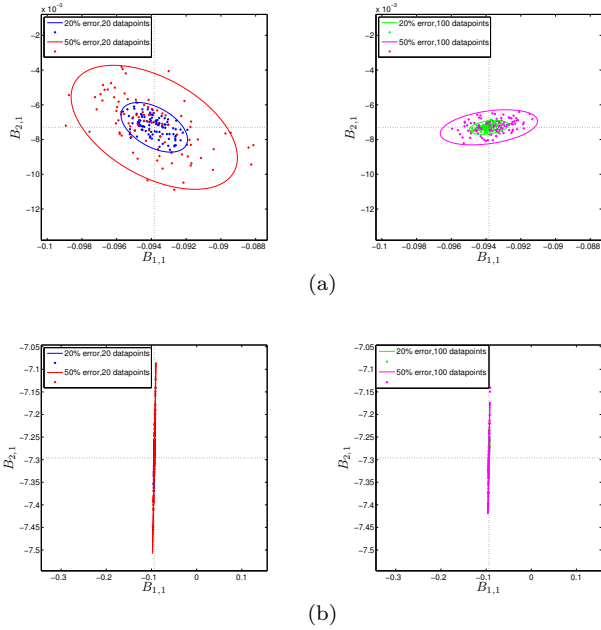 x 10⁻³
20% error,20 datapoints
50% error,20 datapoints
−2
−4
−6
−8
−10
−12
B₂,₁
−0.1 −0.098 −0.096 −0.094 −0.092 −0.09 −0.088
B₁,₁
x 10⁻³
20% error,100 datapoints
50% error,100 datapoints
−2
−4
−6
−8
−10
−12
B₂,₁
−0.1 −0.098 −0.096 −0.094 −0.092 −0.09 −0.088
B₁,₁
(a)
−7.05
20% error,20 datapoints
50% error,20 datapoints
−7.1
−7.15
−7.2
−7.25
−7.3
−7.35
−7.4
−7.45
−7.5
B₂,₁
−0.3 −0.2 −0.1 0 0.1
B₁,₁
−7.05
20% error,100 datapoints
50% error,100 datapoints
−7.1
−7.15
−7.2
−7.25
−7.3
−7.35
−7.4
−7.45
−7.5
B₂,₁
−0.3 −0.2 −0.1 0 0.1
B₁,₁
(b)